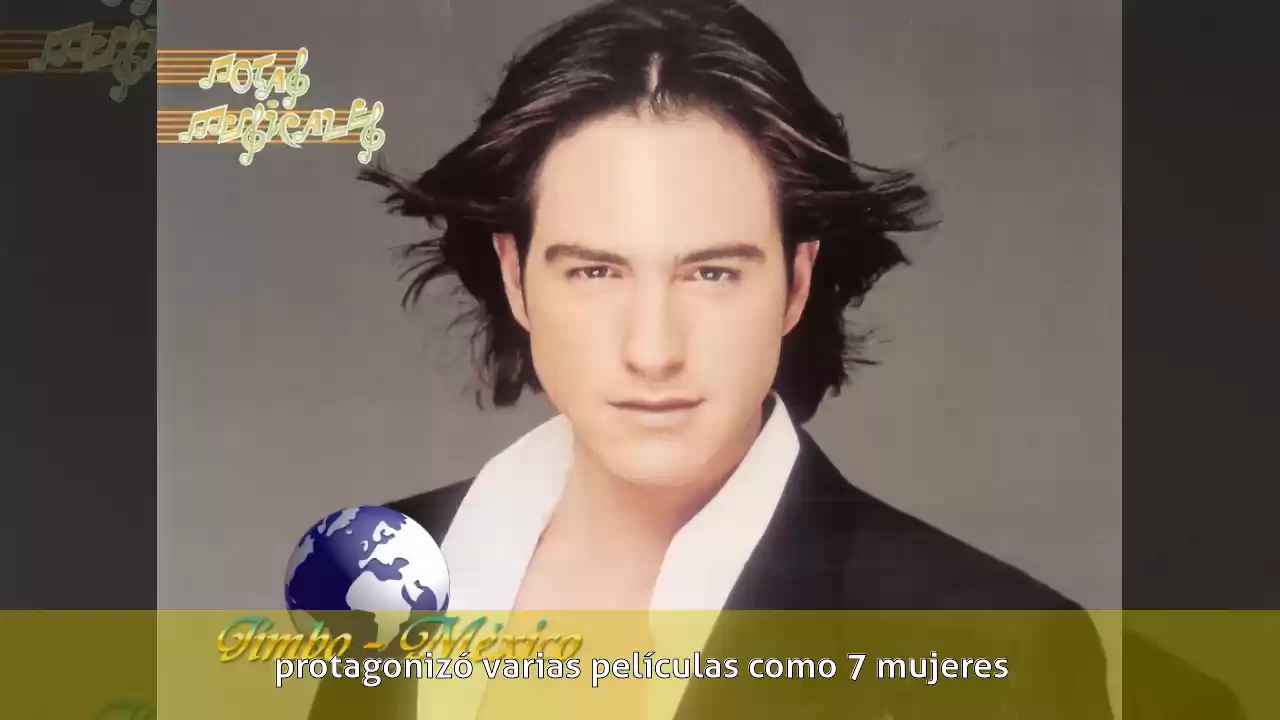 NOTAS
MUSICALES
Timbo - México
protagonizó varias películas como 7 mujeres